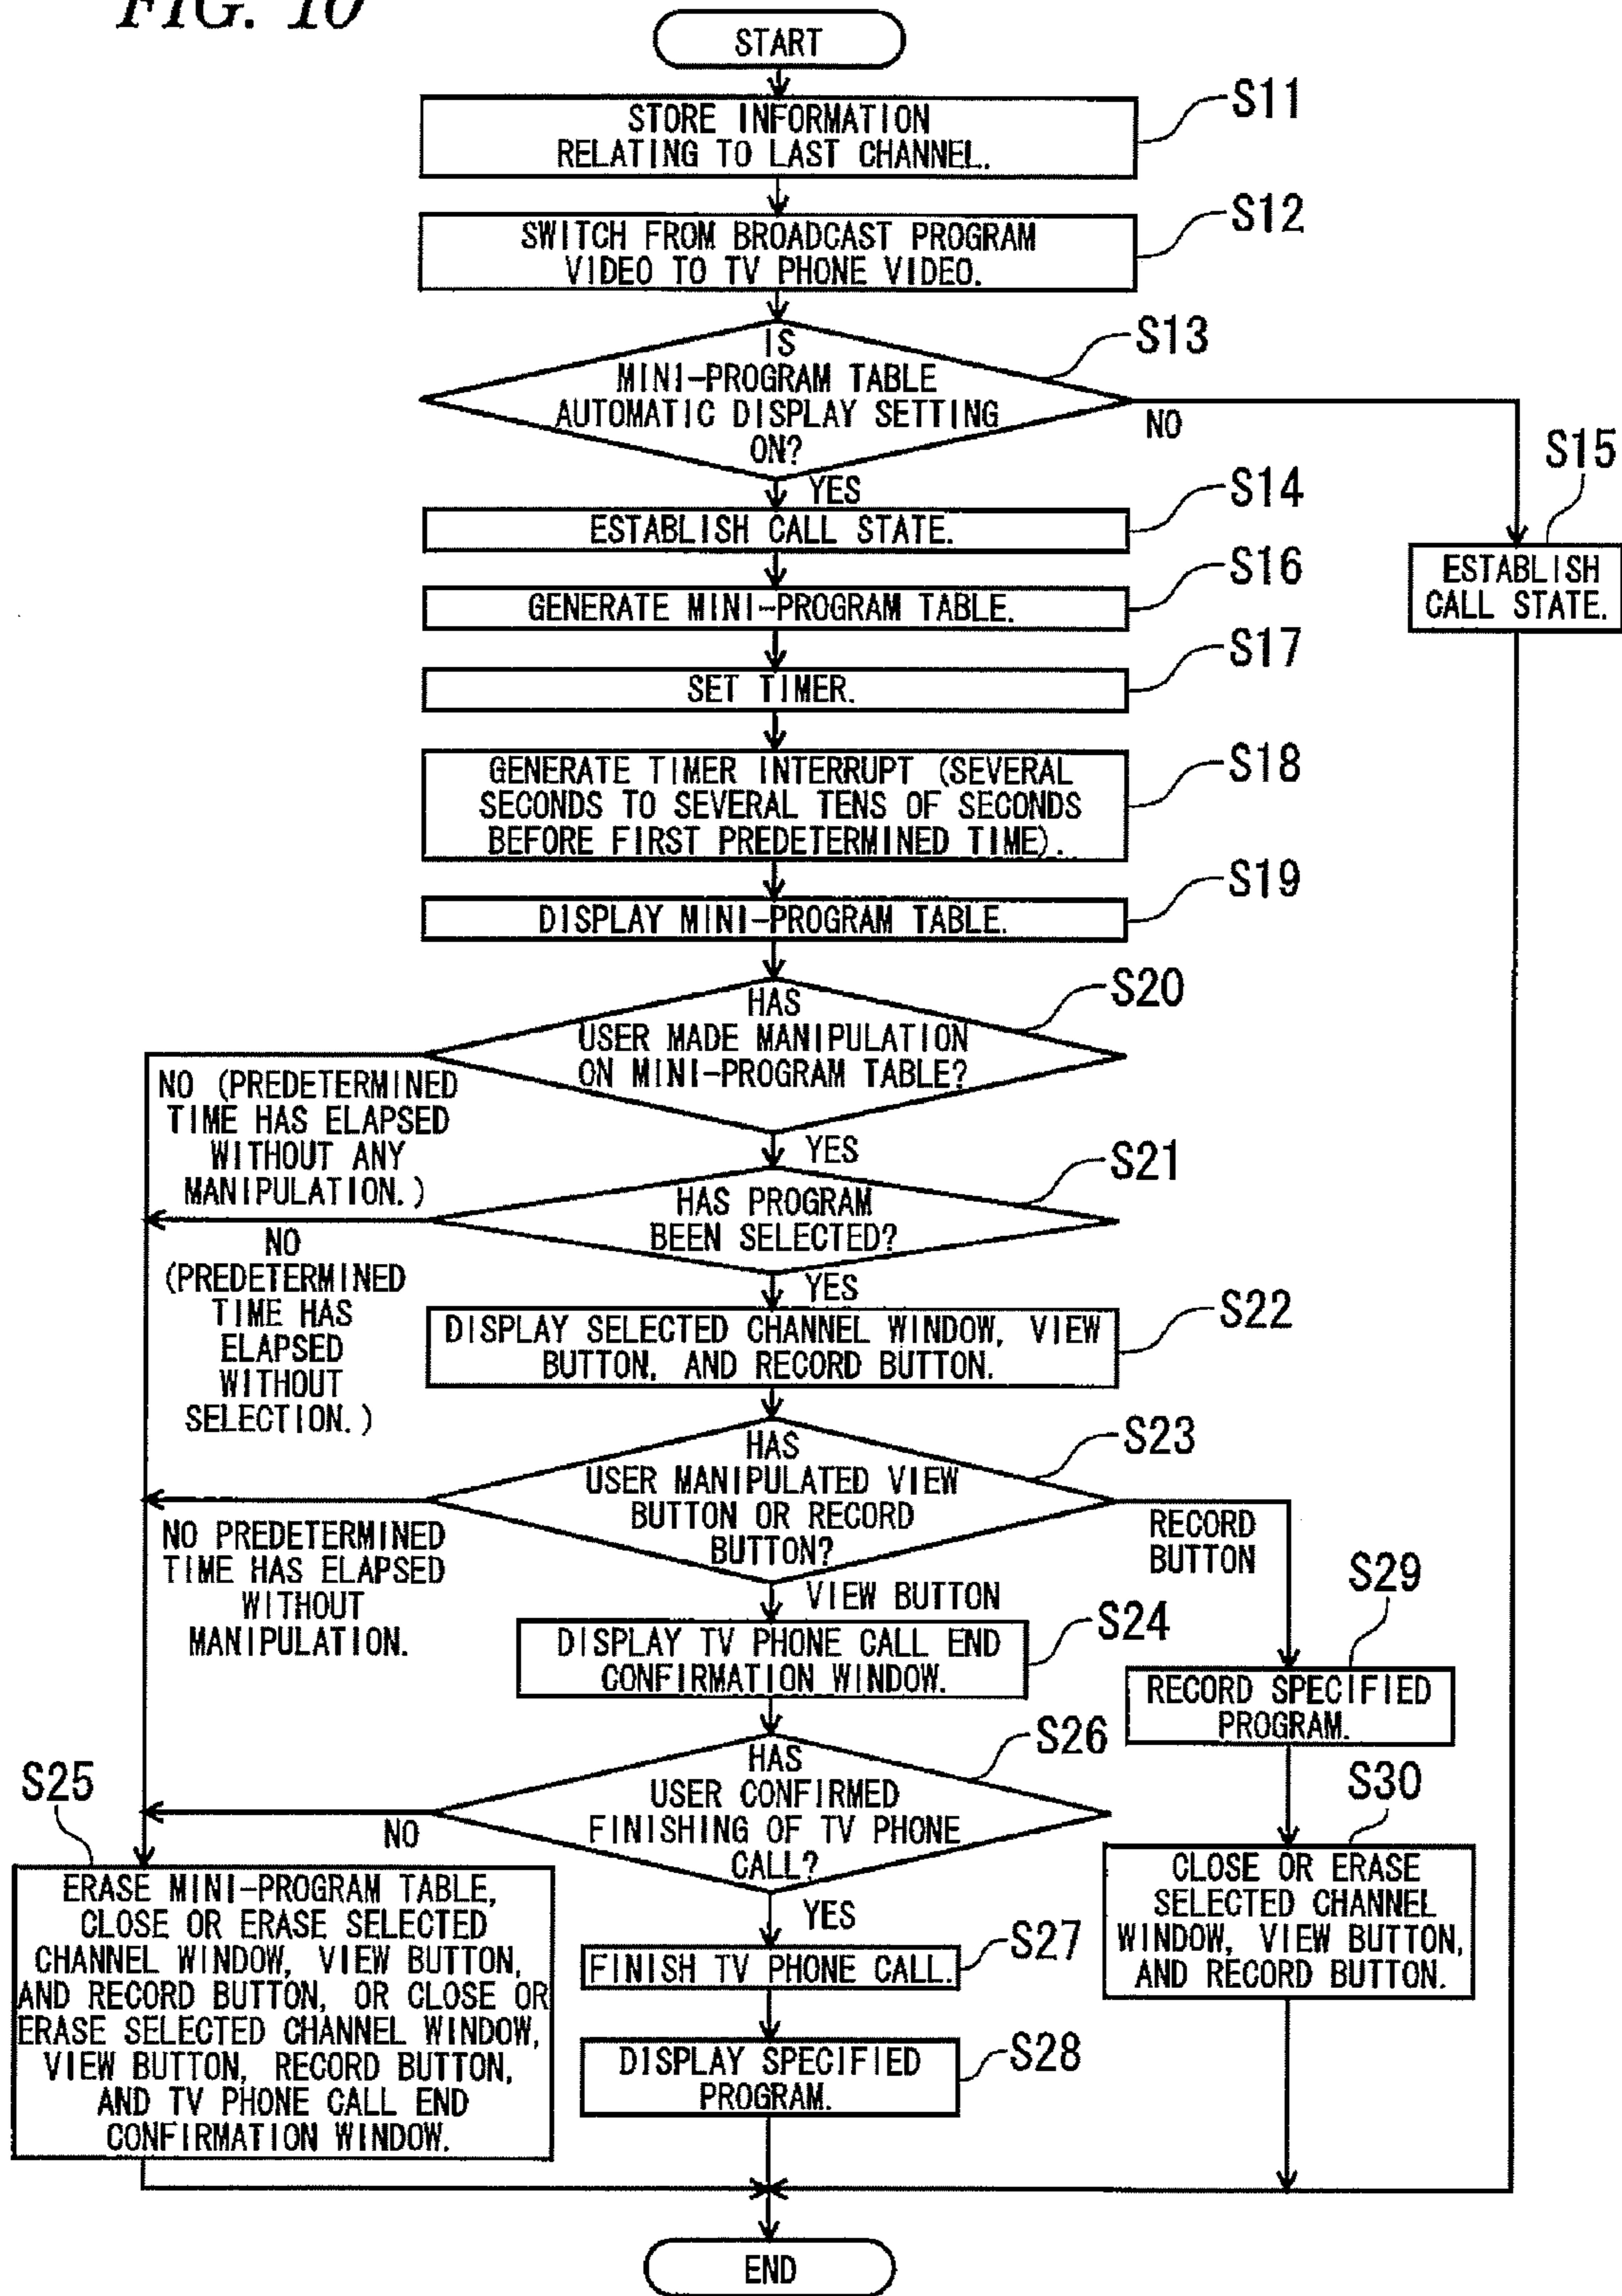 FIG. 10
START
S11
STORE INFORMATION
RELATING TO LAST CHANNEL.
S12
SWITCH FROM BROADCAST PROGRAM
VIDEO TO TV PHONE VIDEO.
S13
IS
MINI-PROGRAM TABLE
AUTOMATIC DISPLAY SETTING
ON?
NO
YES
S14
ESTABLISH CALL STATE.
S15
ESTABLISH
CALL STATE.
S16
GENERATE MINI-PROGRAM TABLE.
S17
SET TIMER.
S18
GENERATE TIMER INTERRUPT (SEVERAL
SECONDS TO SEVERAL TENS OF SECONDS
BEFORE FIRST PREDETERMINED TIME).
S19
DISPLAY MINI-PROGRAM TABLE.
S20
HAS
USER MADE MANIPULATION
ON MINI-PROGRAM TABLE?
NO (PREDETERMINED
TIME HAS ELAPSED
WITHOUT ANY
MANIPULATION.)
YES
S21
HAS PROGRAM
BEEN SELECTED?
NO
(PREDETERMINED
TIME HAS
ELAPSED
WITHOUT
SELECTION.)
YES
S22
DISPLAY SELECTED CHANNEL WINDOW, VIEW
BUTTON, AND RECORD BUTTON.
S23
HAS
USER MANIPULATED VIEW
BUTTON OR RECORD
BUTTON?
NO PREDETERMINED
TIME HAS ELAPSED
WITHOUT
MANIPULATION.
RECORD
BUTTON
VIEW BUTTON
S24
DISPLAY TV PHONE CALL END
CONFIRMATION WINDOW.
S29
RECORD SPECIFIED
PROGRAM.
S26
HAS
USER CONFIRMED
FINISHING OF TV PHONE
CALL?
NO
YES
S25
ERASE MINI-PROGRAM TABLE,
CLOSE OR ERASE SELECTED
CHANNEL WINDOW, VIEW BUTTON,
AND RECORD BUTTON, OR CLOSE OR
ERASE SELECTED CHANNEL WINDOW,
VIEW BUTTON, RECORD BUTTON,
AND TV PHONE CALL END
CONFIRMATION WINDOW.
S27
FINISH TV PHONE CALL.
S28
DISPLAY SPECIFIED
PROGRAM.
S30
CLOSE OR ERASE
SELECTED CHANNEL
WINDOW, VIEW BUTTON,
AND RECORD BUTTON.
END